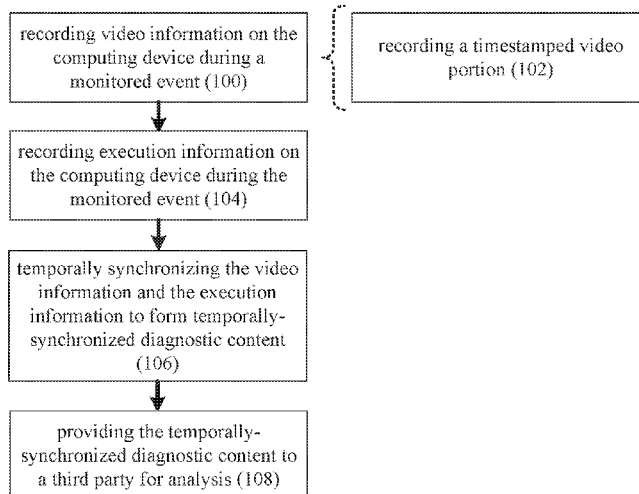 recording video information on the
computing device during a
monitored event (100)
recording a timestamped video
portion (102)
recording execution information on
the computing device during the
monitored event (104)
temporally synchronizing the video
information and the execution
information to form temporally-
synchronized diagnostic content
(106)
providing the temporally-
synchronized diagnostic content to
a third party for analysis (108)